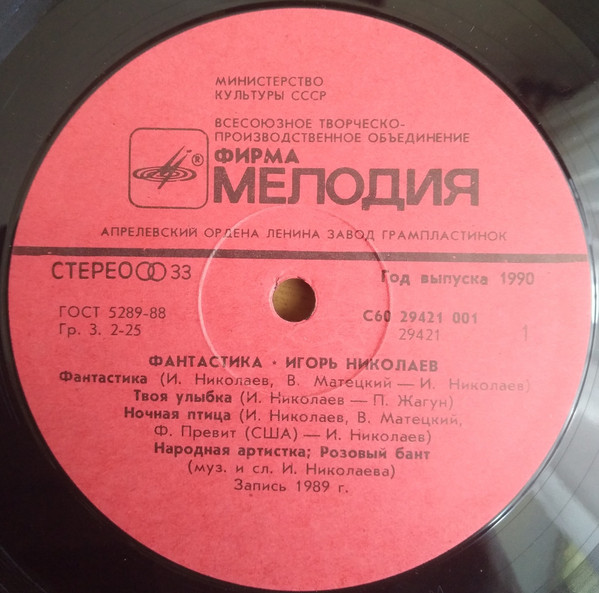 МИНИСТЕРСТВО
КУЛЬТУРЫ СССР
ВСЕСОЮЗНОЕ ТВОРЧЕСКО-
ПРОИЗВОДСТВЕННОЕ ОБЪЕДИНЕНИЕ
®
ФИРМА
МЕЛОДИЯ
АПРЕЛЕВСКИЙ ОРДЕНА ЛЕНИНА ЗАВОД ГРАМПЛАСТИНОК
СТЕРЕО 33
Год выпуска 1990
ГОСТ 5289-88
Гр. 3. 2-25
С60 29421 001
29421
1
ФАНТАСТИКА · ИГОРЬ НИКОЛАЕВ
Фантастика (И. Николаев, В. Матецкий — И. Николаев)
Твоя улыбка (И. Николаев — П. Жагун)
Ночная птица (И. Николаев, В. Матецкий,
Ф. Превит (США) — И. Николаев)
Народная артистка; Розовый бант
(муз. и сл. И. Николаева)
Запись 1989 г.